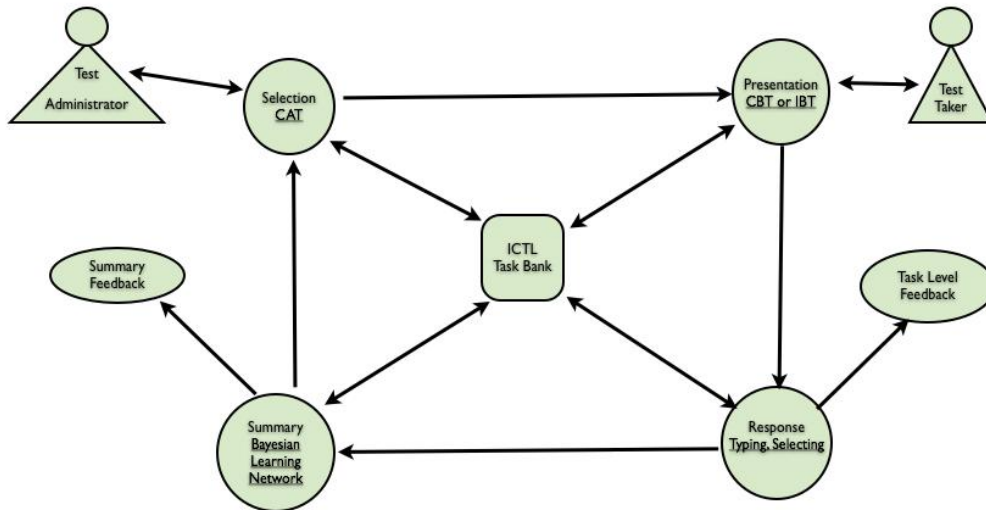 Test
Administrator
Selection
CAT
Presentation
CBT or IBT
Test
Taker
ICTL
Task Bank
Summary
Feedback
Task Level
Feedback
Summary
Bayesian
Learning
Network
Response
Typing, Selecting